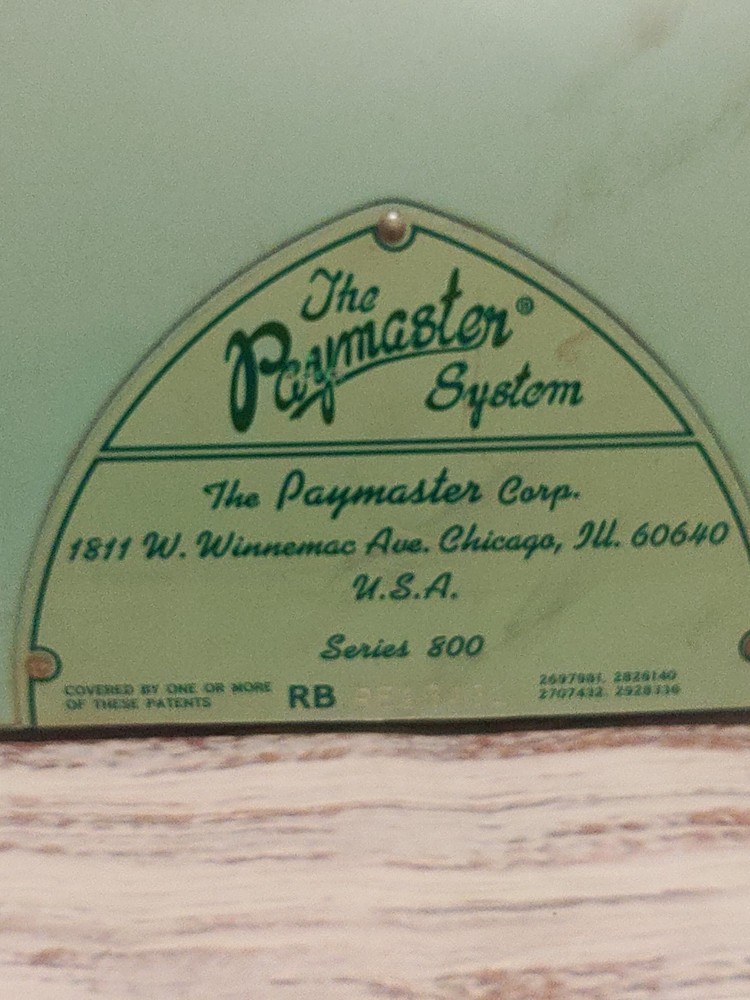 The
Paymaster®
System
The Paymaster Corp.
1811 W. Winnemac Ave. Chicago, Ill. 60640
U.S.A.
Series 800
COVERED BY ONE OR MORE
OF THESE PATENTS
RB
2697981, 2826140
2707432, 2928336